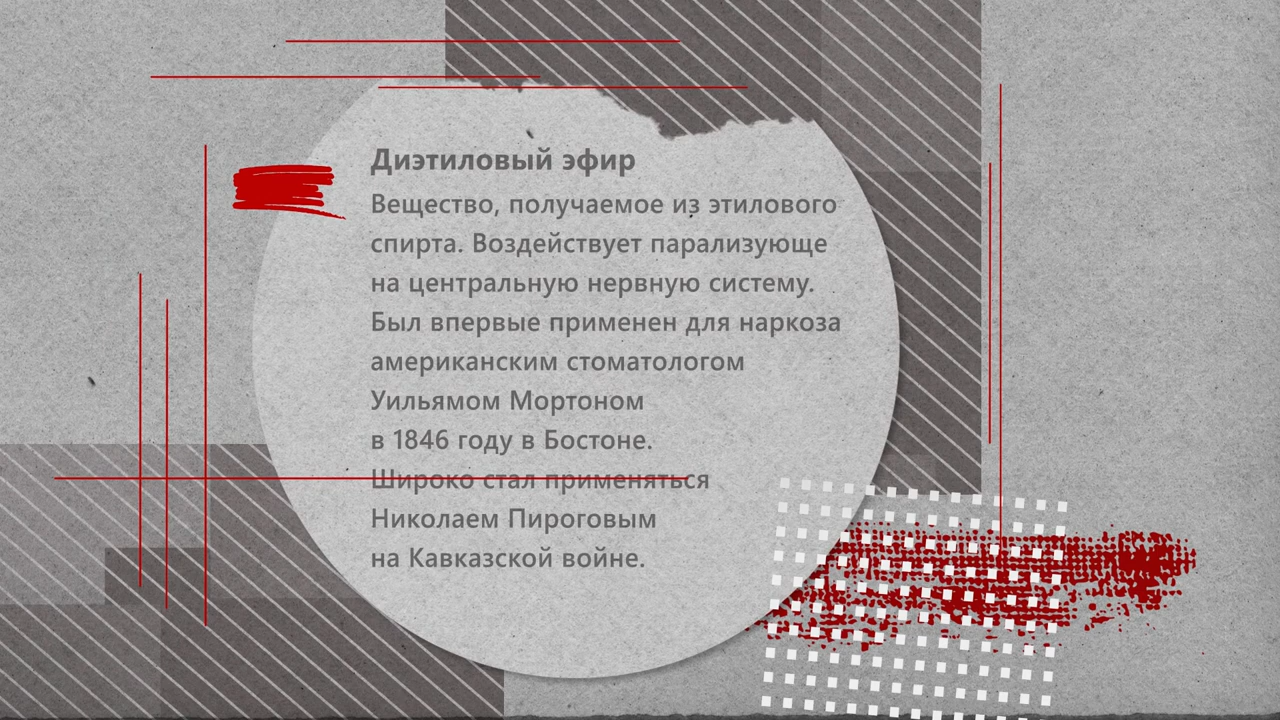 Диэтиловый эфир
Вещество, получаемое из этилового
спирта. Воздействует парализующе
на центральную нервную систему.
Был впервые применен для наркоза
американским стоматологом
Уильямом Мортоном
в 1846 году в Бостоне.
Широко стал применяться
Николаем Пироговым
на Кавказской войне.